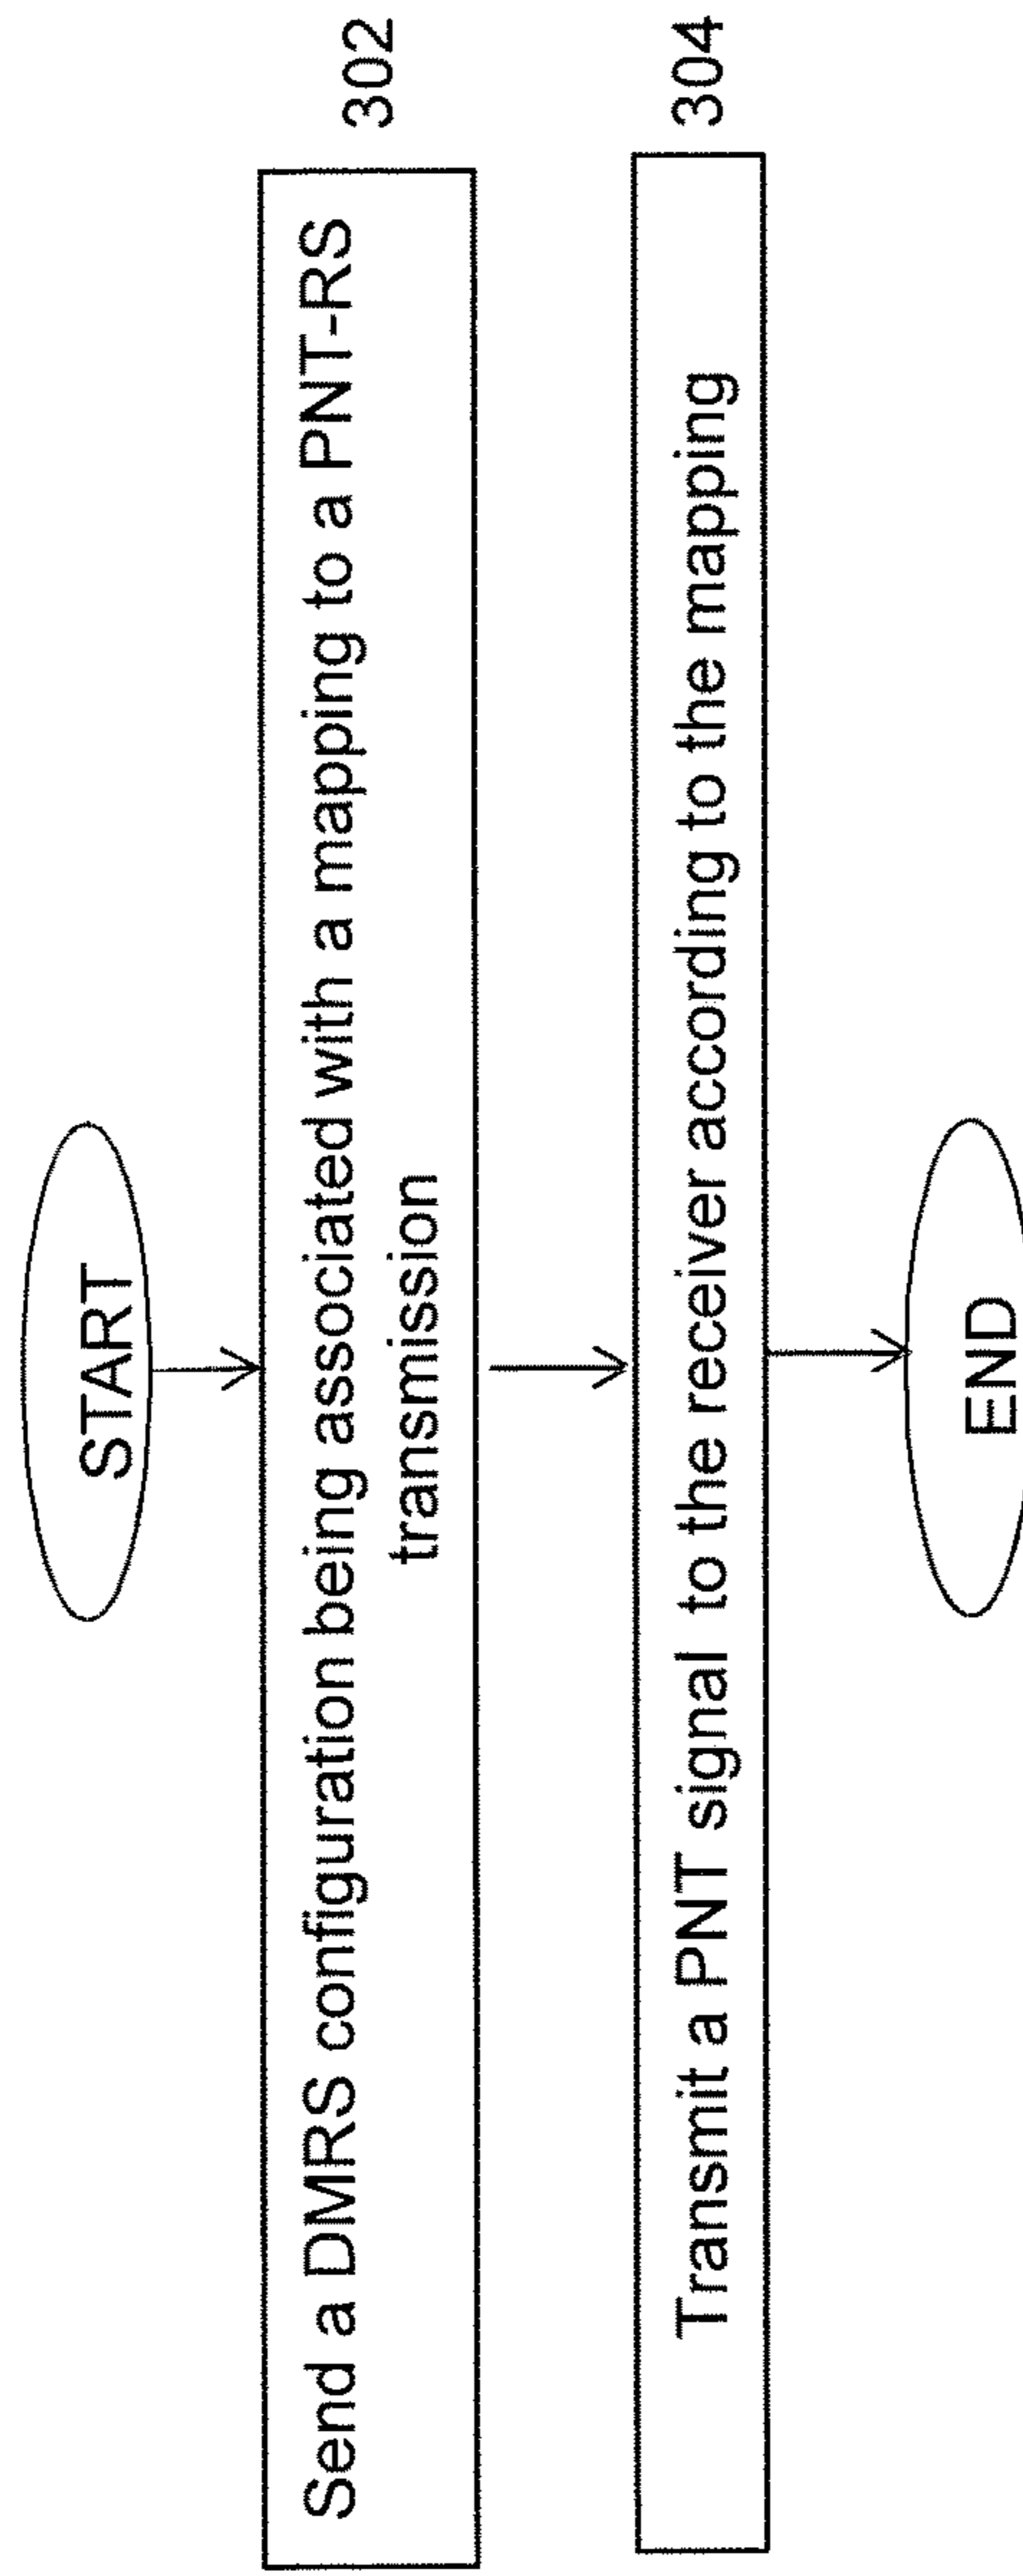 START
Send a DMRS configuration being associated with a mapping to a PNT-RS
transmission
302
Transmit a PNT signal to the receiver according to the mapping
304
END